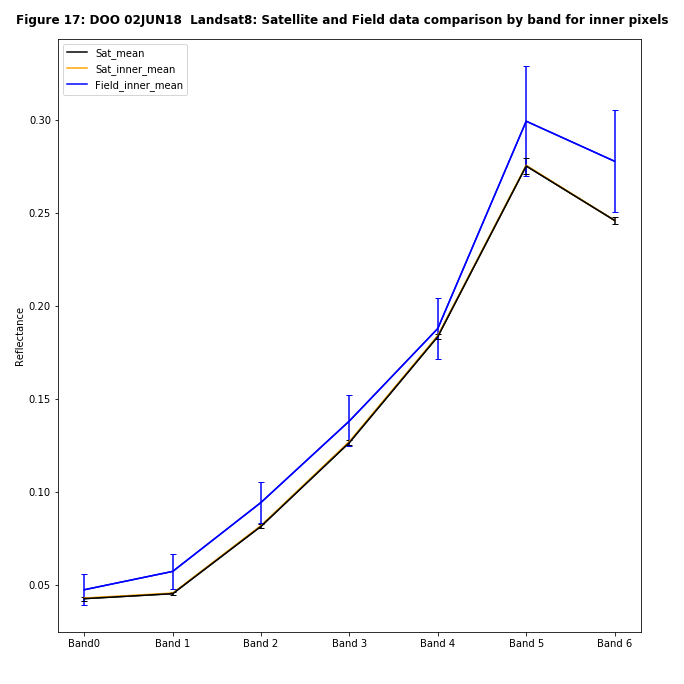 Figure 17: DOO 02JUN18  Landsat8: Satellite and Field data comparison by band for inner pixels
Sat_mean
Sat_inner_mean
Field_inner_mean
0.30
0.25
0.20
0.15
0.10
0.05
Reflectance
Band0 Band 1 Band 2 Band 3 Band 4 Band 5 Band 6